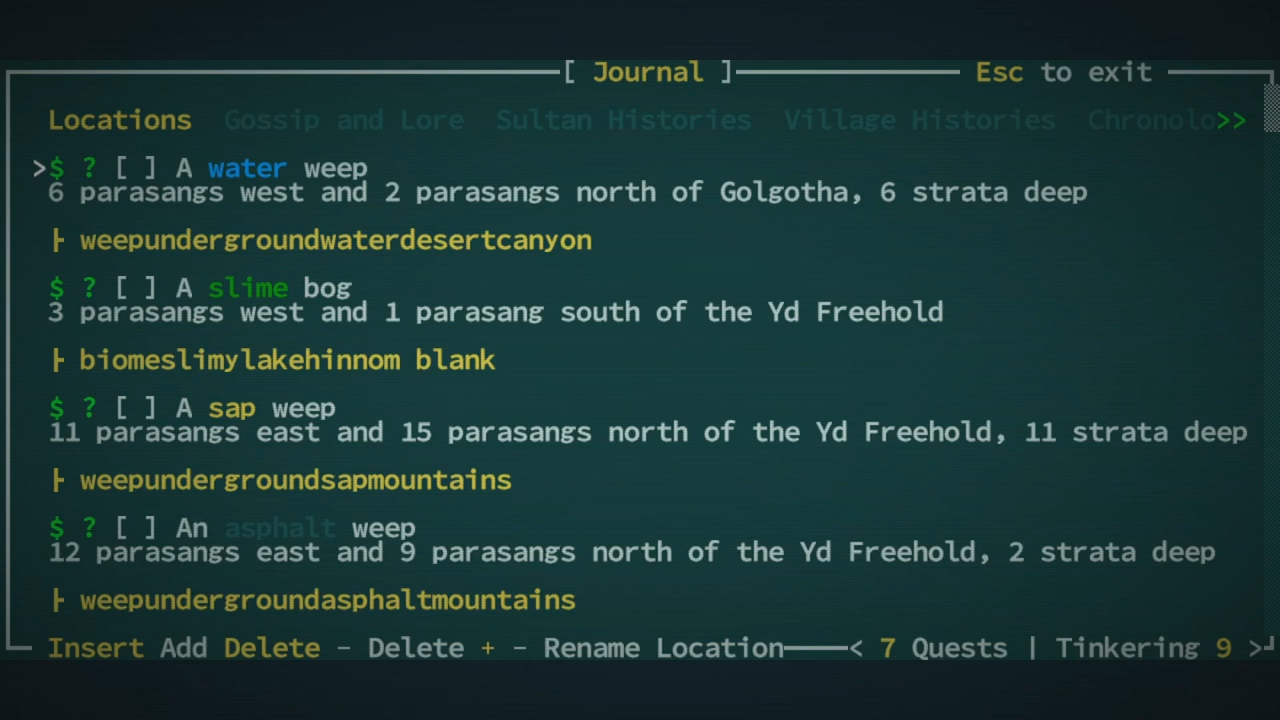 [ Journal ] Esc to exit
Locations Gossip and Lore Sultan Histories Village Histories Chronolo>>
>$ ? [ ] A water weep
6 parasangs west and 2 parasangs north of Golgotha, 6 strata deep
├ weepundergroundwaterdesertcanyon
$ ? [ ] A slime bog
3 parasangs west and 1 parasang south of the Yd Freehold
├ biomeslimylakehinnom blank
$ ? [ ] A sap weep
11 parasangs east and 15 parasangs north of the Yd Freehold, 11 strata deep
├ weepundergroundsapmountains
$ ? [ ] An asphalt weep
12 parasangs east and 9 parasangs north of the Yd Freehold, 2 strata deep
├ weepundergroundasphaltmountains
Insert Add Delete - Delete + - Rename Location < 7 Quests | Tinkering 9 >